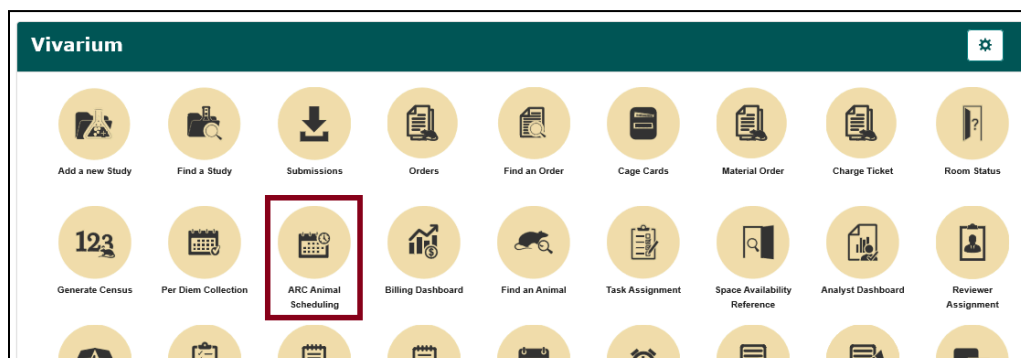 Vivarium
Add a new Study
Find a Study
Submissions
Orders
Find an Order
Cage Cards
Material Order
Charge Ticket
?
Room Status
123
Generate Census
Per Diem Collection
ARC Animal
Scheduling
$
Billing Dashboard
Find an Animal
Task Assignment
Space Availability
Reference
Analyst Dashboard
Reviewer
Assignment